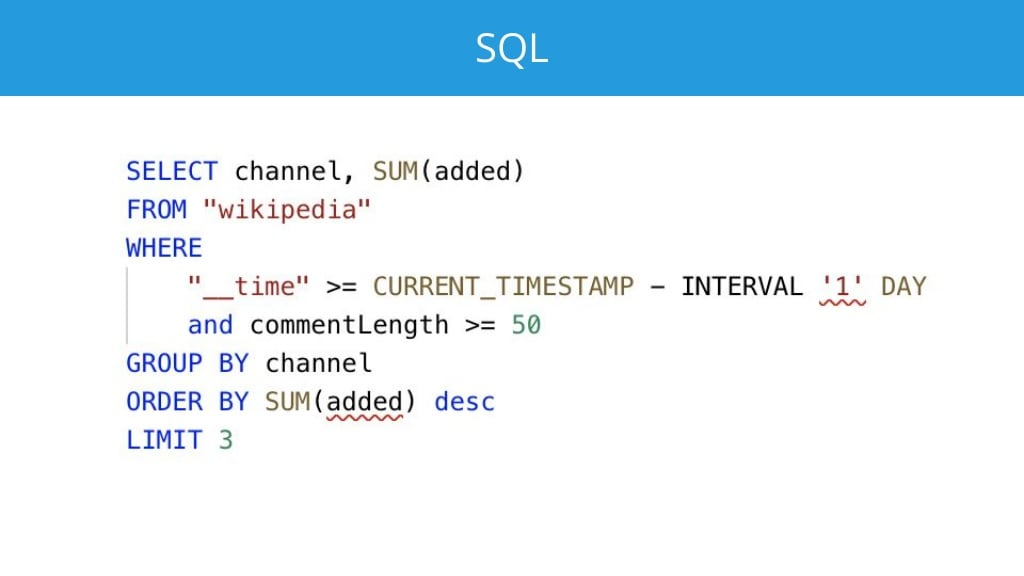 SQL
SELECT channel, SUM(added)
FROM "wikipedia"
WHERE
"__time" >= CURRENT_TIMESTAMP - INTERVAL '1' DAY
and commentLength >= 50
GROUP BY channel
ORDER BY SUM(added) desc
LIMIT 3